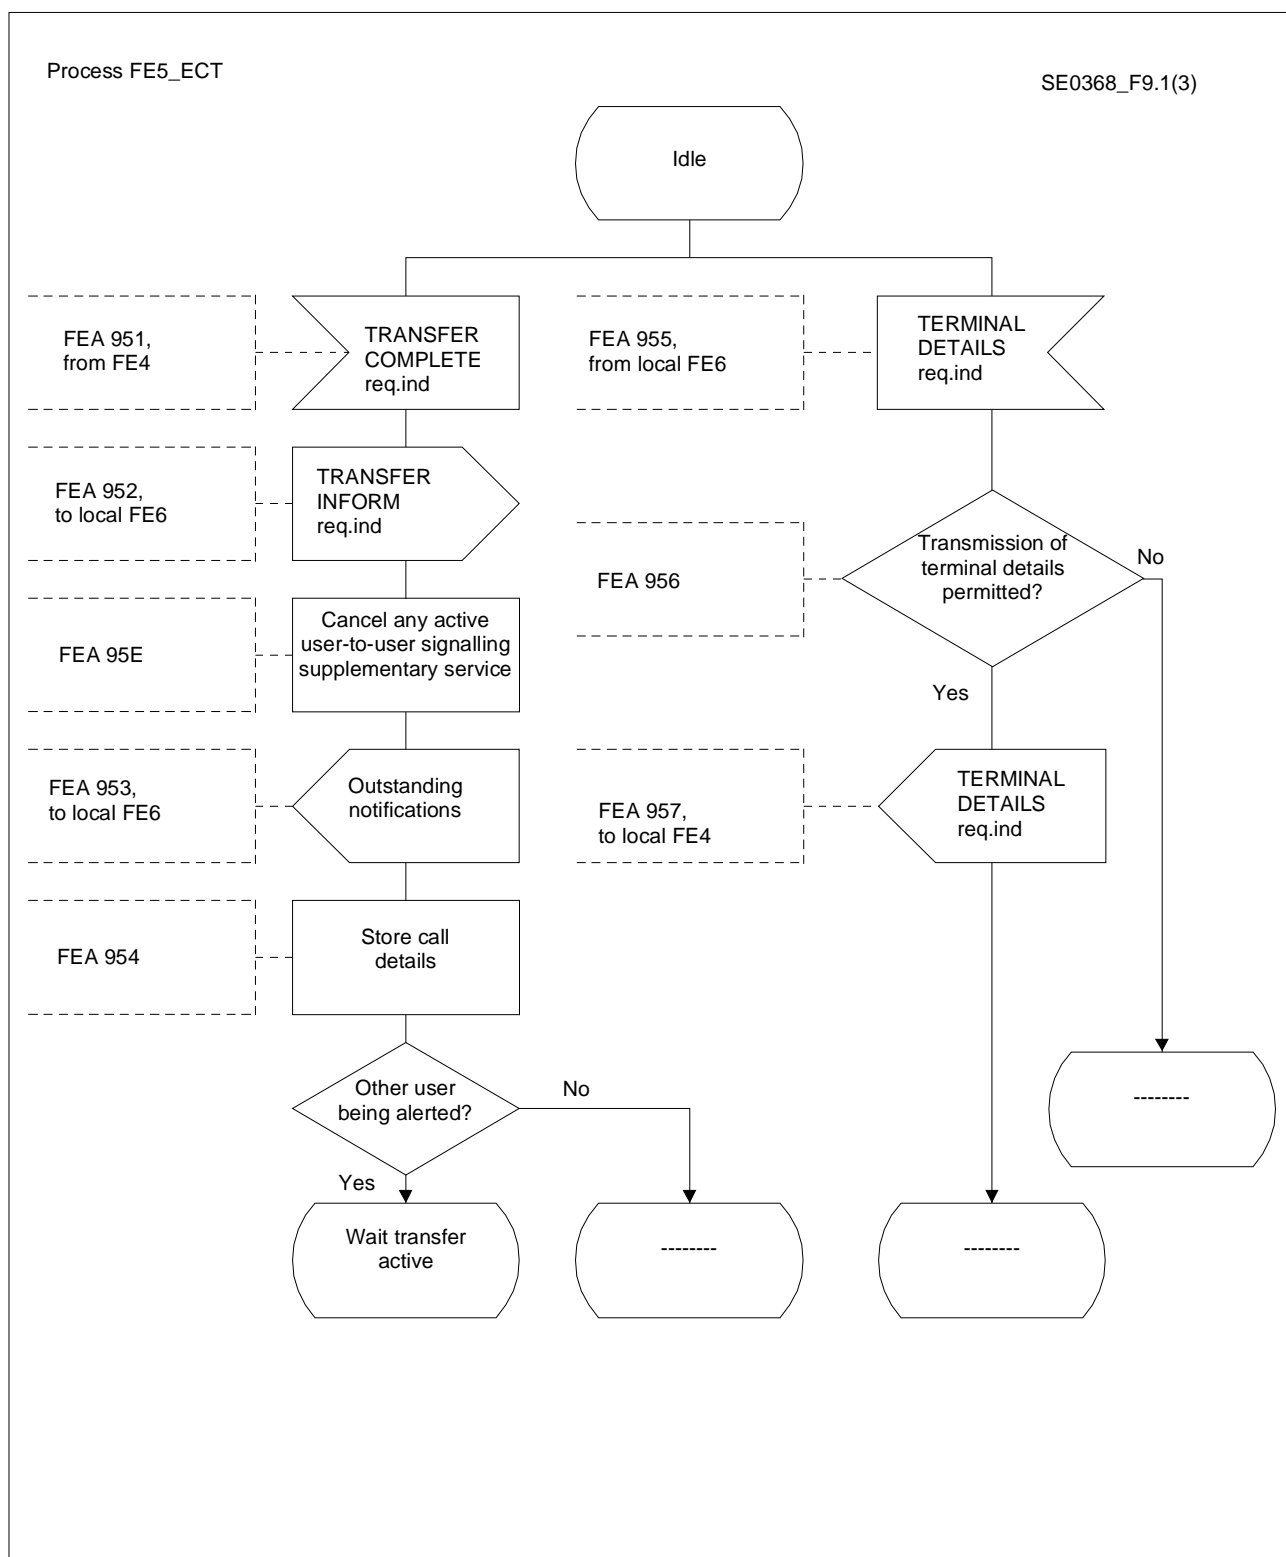 Process FE5_ECT
SE0368_F9.1(3)
Idle
FEA 951,
from FE4
TRANSFER
COMPLETE
req.ind
FEA 955,
from local FE6
TERMINAL
DETAILS
req.ind
FEA 952,
to local FE6
TRANSFER
INFORM
req.ind
FEA 956
Transmission of
terminal details
permitted?
No
Yes
FEA 95E
Cancel any active
user-to-user signalling
supplementary service
FEA 953,
to local FE6
Outstanding
notifications
FEA 957,
to local FE4
TERMINAL
DETAILS
req.ind
FEA 954
Store call
details
Other user
being alerted?
No
Yes
Wait transfer
active
--------
--------
--------